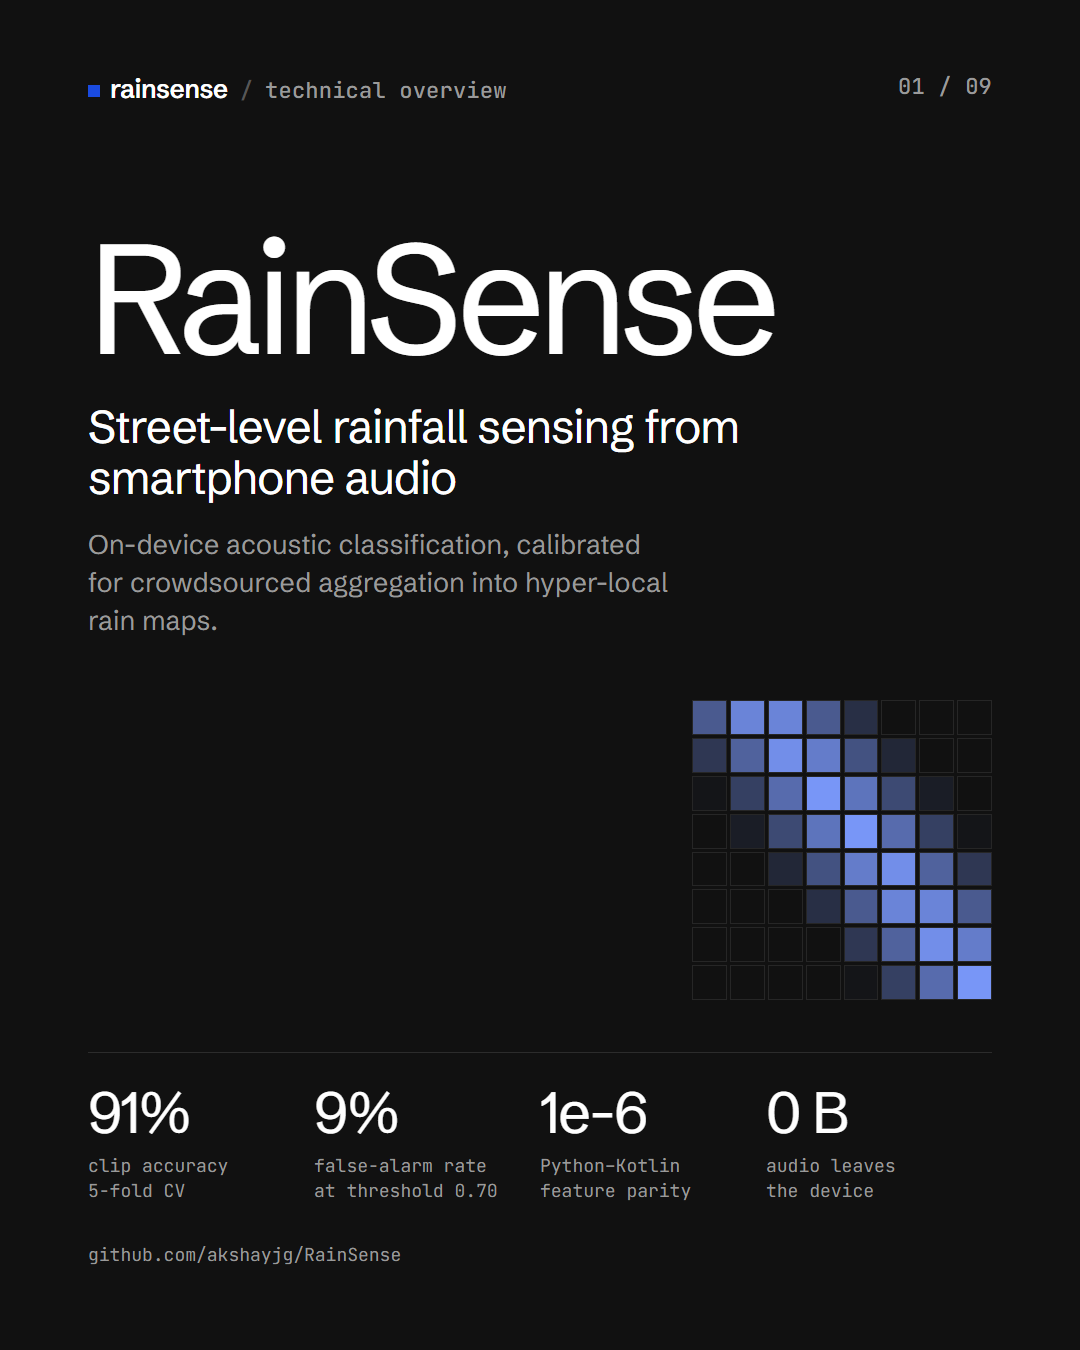 rainsense / technical overview
01 / 09
RainSense
Street-level rainfall sensing from
smartphone audio
On-device acoustic classification, calibrated
for crowdsourced aggregation into hyper-local
rain maps.
91%
clip accuracy
5-fold CV
9%
false-alarm rate
at threshold 0.70
1e-6
Python–Kotlin
feature parity
0 B
audio leaves
the device
github.com/akshayjg/RainSense